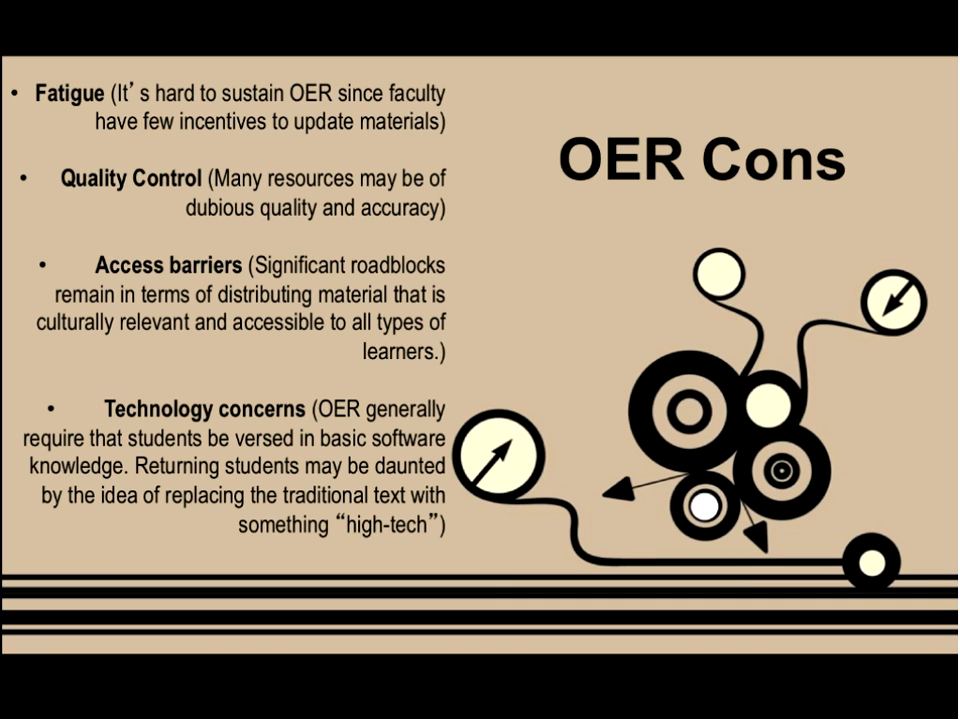 • Fatigue (It’s hard to sustain OER since faculty
have few incentives to update materials)
• Quality Control (Many resources may be of
dubious quality and accuracy)
• Access barriers (Significant roadblocks
remain in terms of distributing material that is
culturally relevant and accessible to all types of
learners.)
• Technology concerns (OER generally
require that students be versed in basic software
knowledge. Returning students may be daunted
by the idea of replacing the traditional text with
something “high-tech”)
OER Cons